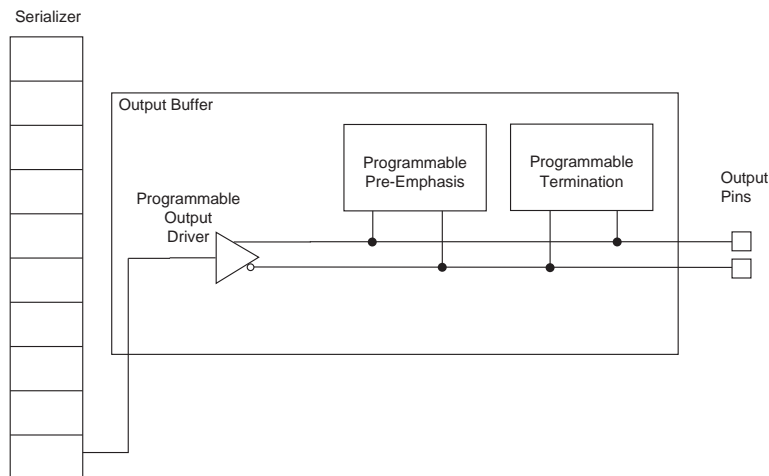 Serializer
Output Buffer
Programmable
Pre-Emphasis
Programmable
Termination
Output
Pins
Programmable
Output
Driver